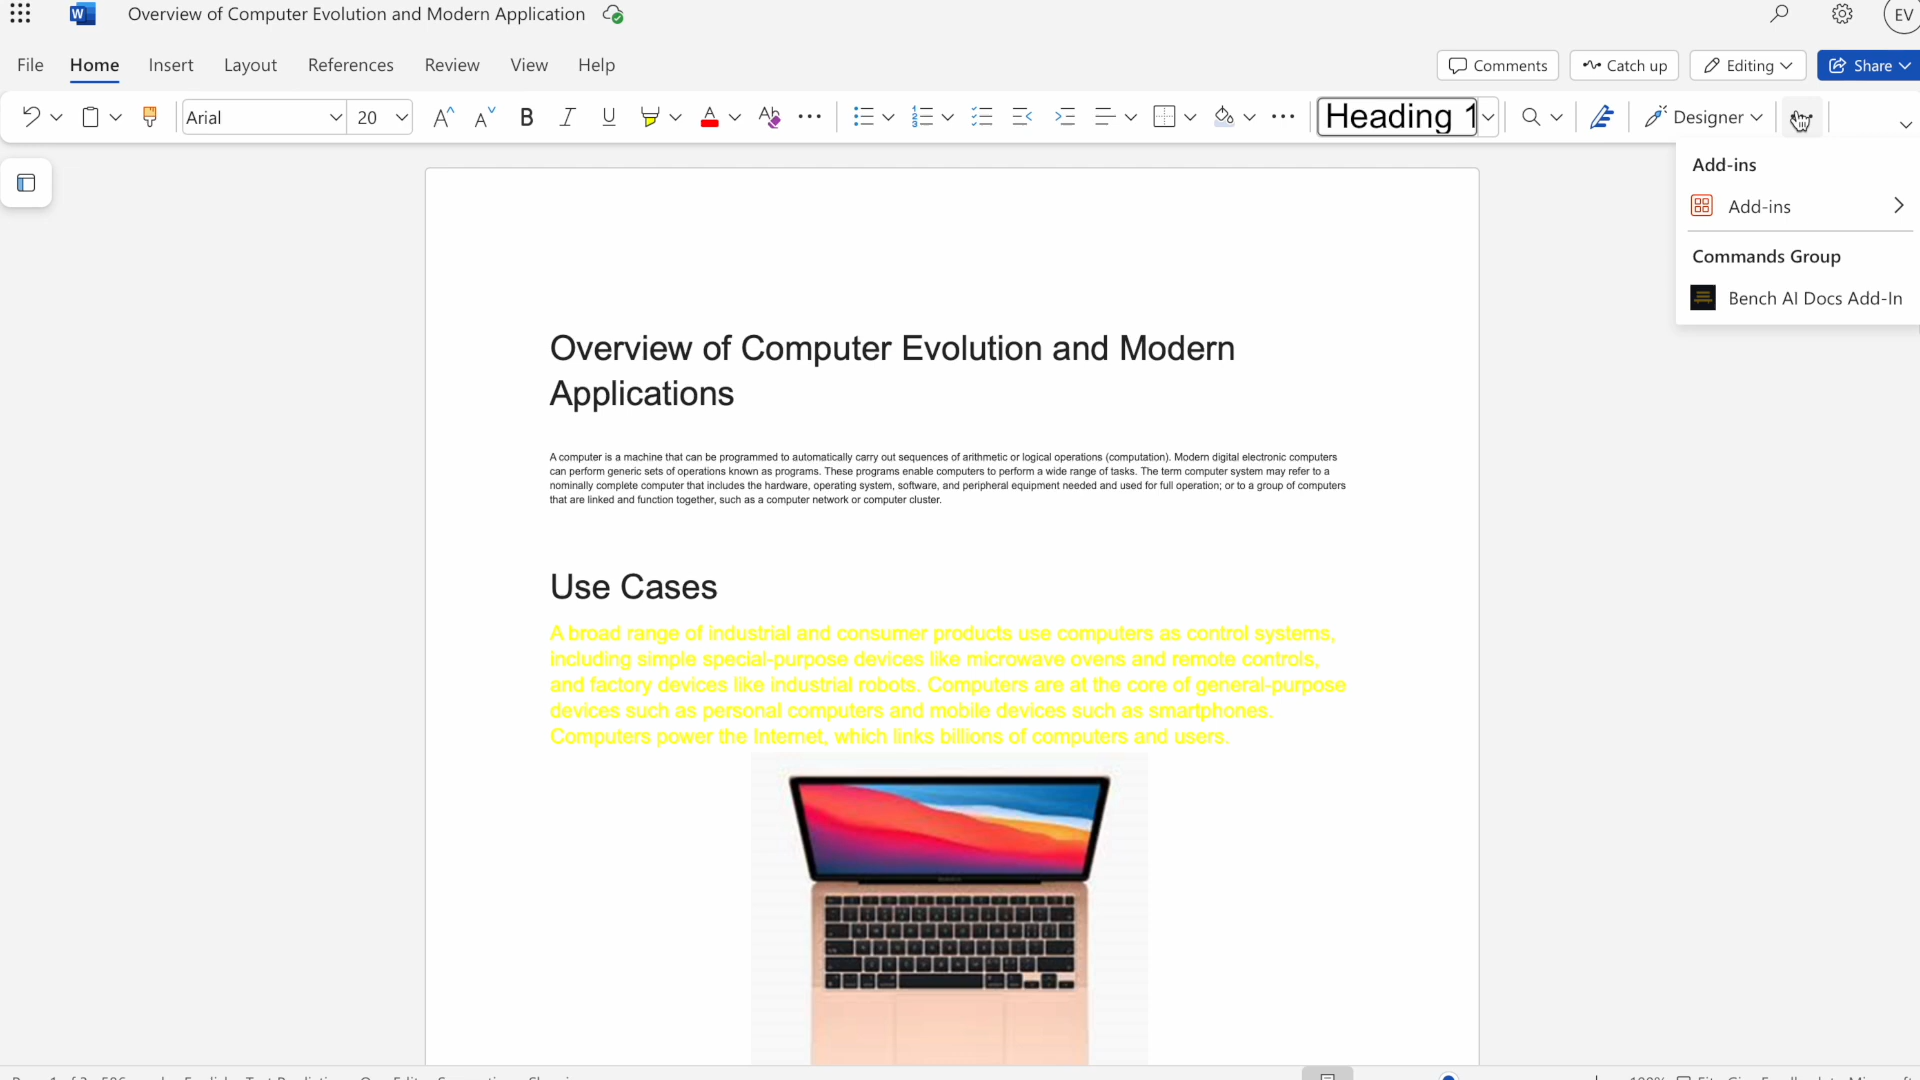 Overview of Computer Evolution and Modern Application
EV
File Home Insert Layout References Review View Help
Comments Catch up Editing Share
Arial 20 B I U A Heading 1 Designer
Add-ins
Add-ins
Commands Group
Bench AI Docs Add-In
Overview of Computer Evolution and Modern
Applications
A computer is a machine that can be programmed to automatically carry out sequences of arithmetic or logical operations (computation). Modern digital electronic computers
can perform generic sets of operations known as programs. These programs enable computers to perform a wide range of tasks. The term computer system may refer to a
nominally complete computer that includes the hardware, operating system, software, and peripheral equipment needed and used for full operation; or to a group of computers
that are linked and function together, such as a computer network or computer cluster.
Use Cases
A broad range of industrial and consumer products use computers as control systems,
including simple special-purpose devices like microwave ovens and remote controls,
and factory devices like industrial robots. Computers are at the core of general-purpose
devices such as personal computers and mobile devices such as smartphones.
Computers power the Internet, which links billions of computers and users.